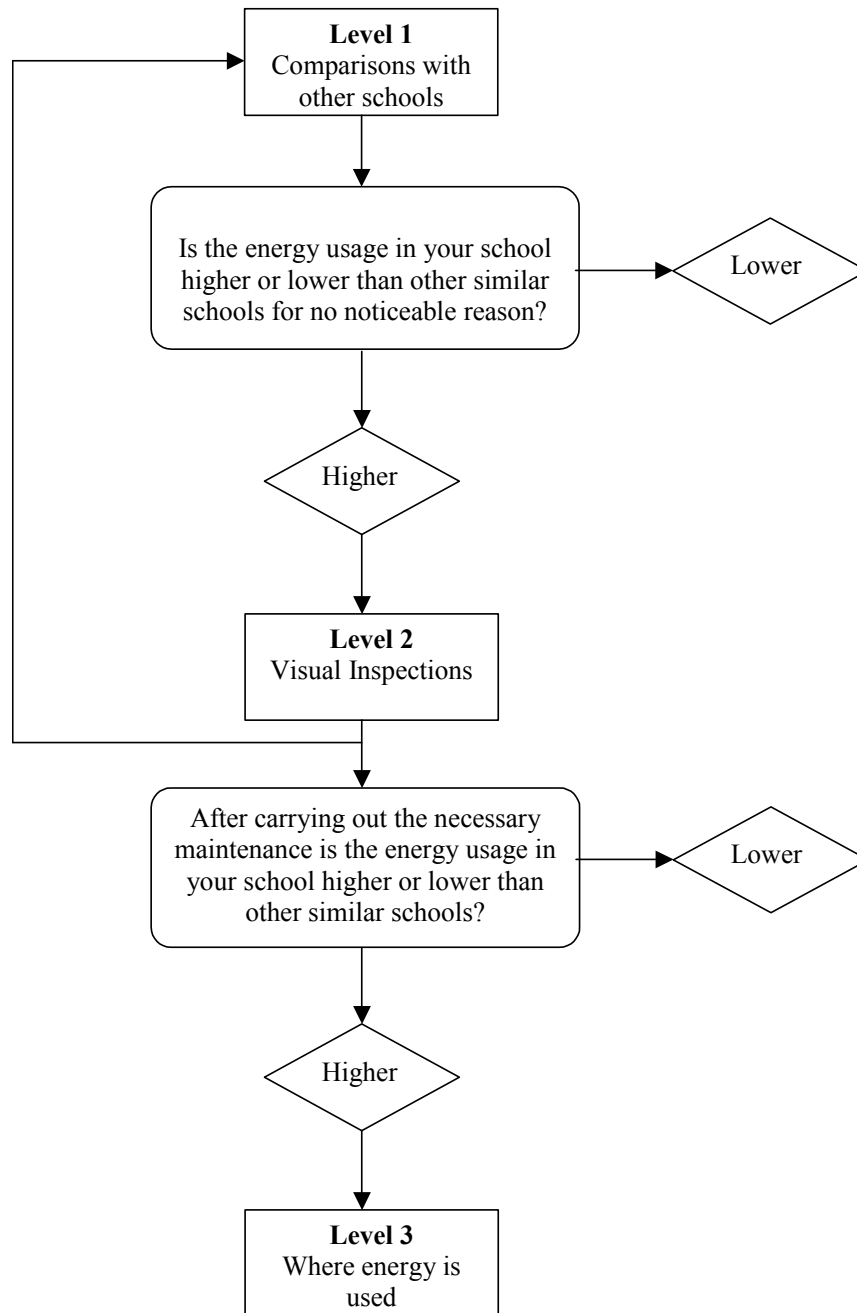 Level 1
Comparisons with
other schools
Is the energy usage in your school
higher or lower than other similar
schools for no noticeable reason?
Lower
Higher
Level 2
Visual Inspections
After carrying out the necessary
maintenance is the energy usage in
your school higher or lower than
other similar schools?
Lower
Higher
Level 3
Where energy is
used